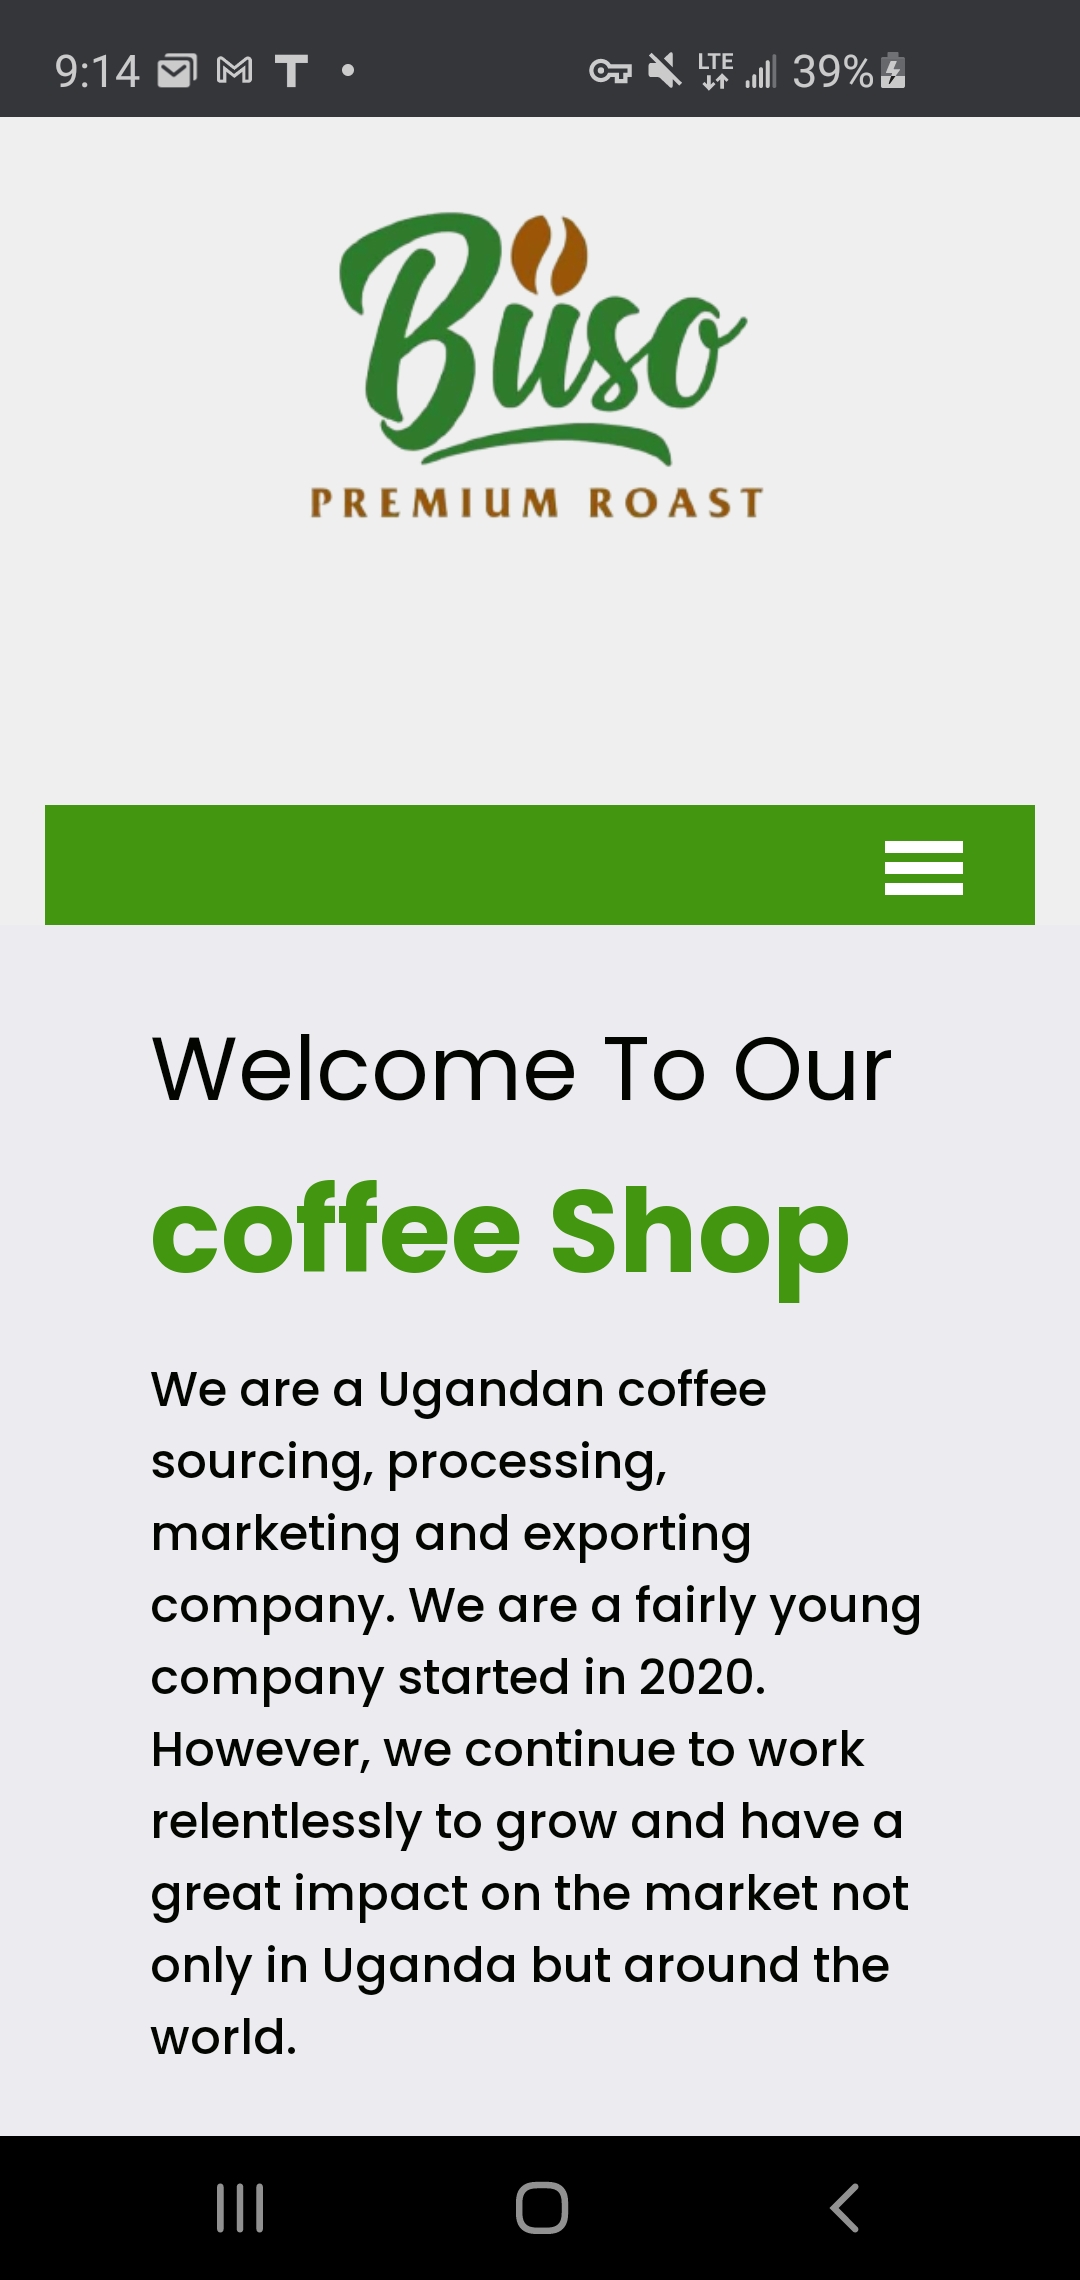 9:14
LTE
39%
Buso
PREMIUM ROAST
Welcome To Our
coffee Shop
We are a Ugandan coffee
sourcing, processing,
marketing and exporting
company. We are a fairly young
company started in 2020.
However, we continue to work
relentlessly to grow and have a
great impact on the market not
only in Uganda but around the
world.